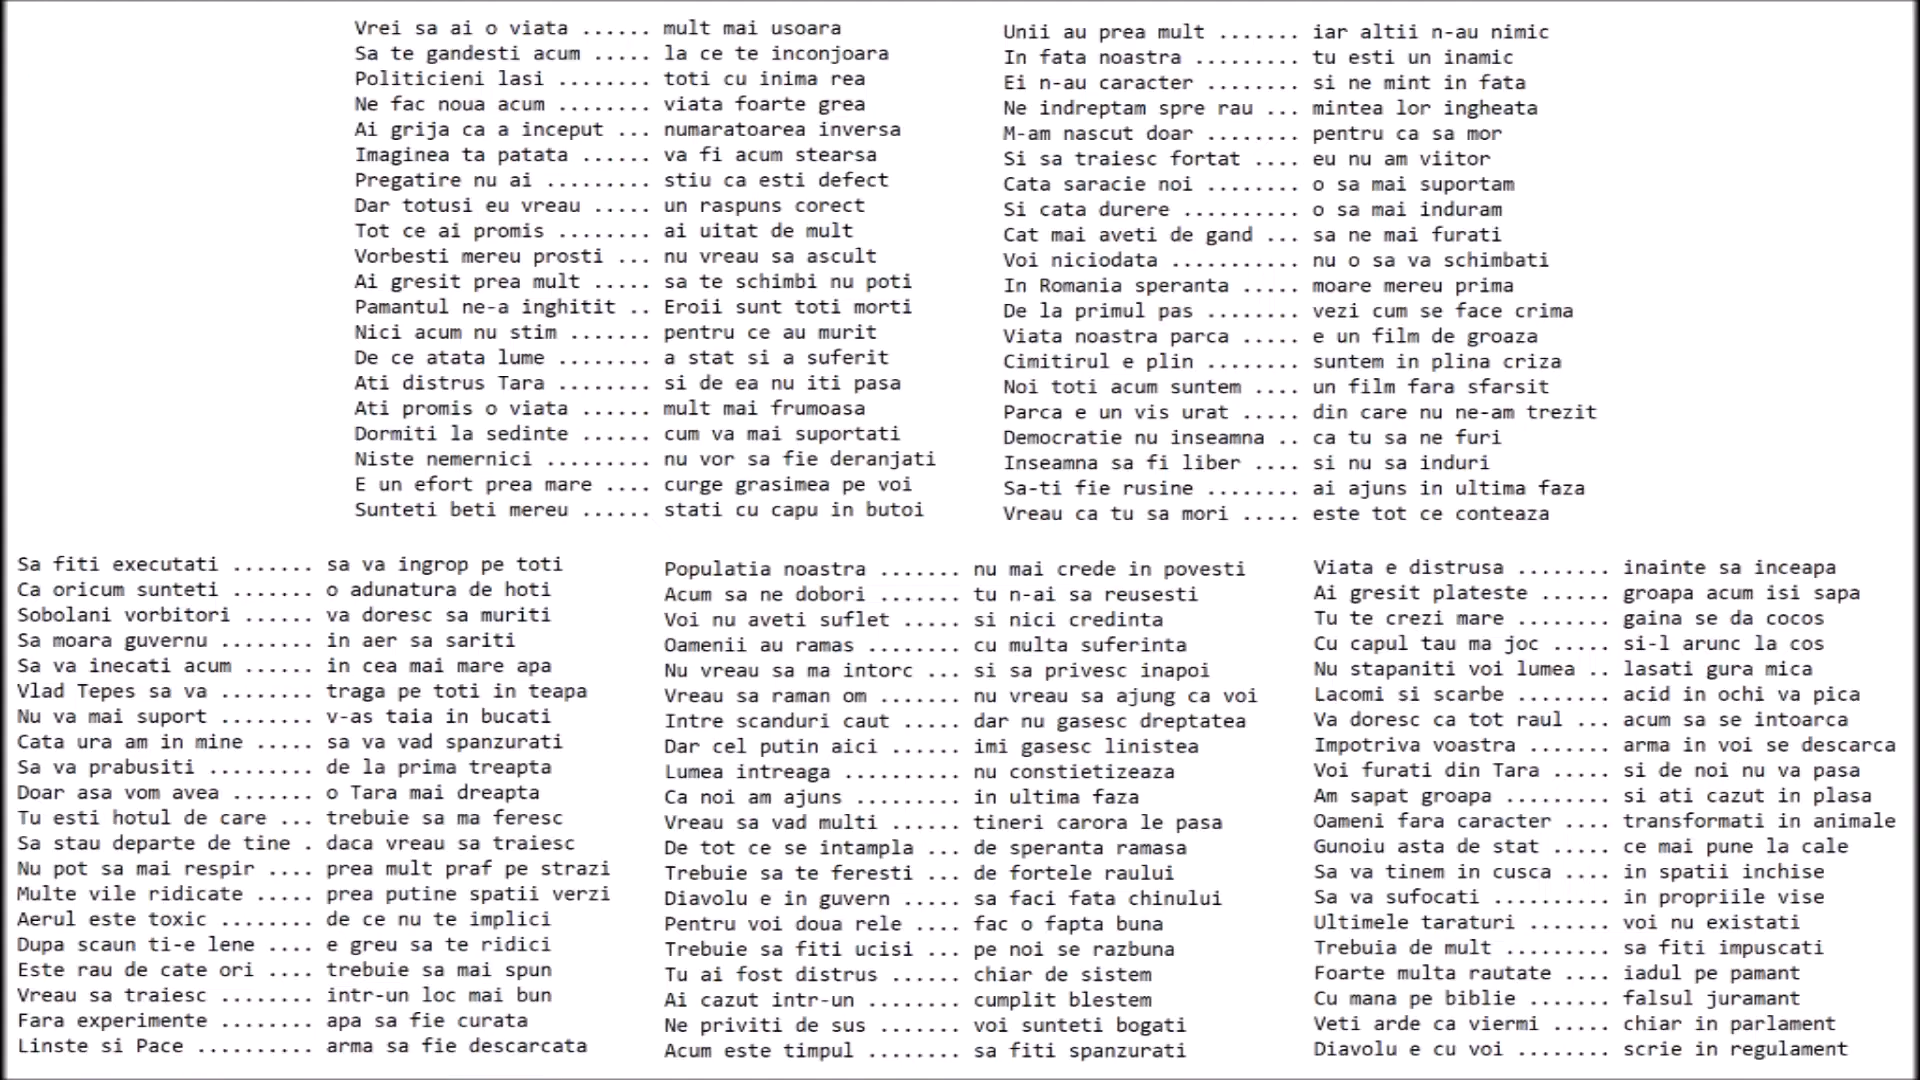 Vrei sa ai o viata ...... mult mai usoara
Sa te gandesti acum ..... la ce te inconjoara
Politicieni lasi ........ toti cu inima rea
Ne fac noua acum ........ viata foarte grea
Ai grija ca a inceput ... numaratoarea inversa
Imaginea ta patata ...... va fi acum stearsa
Pregatire nu ai ......... stiu ca esti defect
Dar totusi eu vreau ..... un raspuns corect
Tot ce ai promis ........ ai uitat de mult
Vorbesti mereu prosti ... nu vreau sa ascult
Ai gresit prea mult ..... sa te schimbi nu poti
Pamantul ne-a inghitit .. Eroii sunt toti morti
Nici acum nu stim ....... pentru ce au murit
De ce atata lume ........ a stat si a suferit
Ati distrus Tara ........ si de ea nu iti pasa
Ati promis o viata ...... mult mai frumoasa
Dormiti la sedinte ...... cum va mai suportati
Niste nemernici ......... nu vor sa fie deranjati
E un efort prea mare .... curge grasimea pe voi
Sunteti beti mereu ...... stati cu capu in butoi
Unii au prea mult ....... iar altii n-au nimic
In fata noastra ......... tu esti un inamic
Ei n-au caracter ........ si ne mint in fata
Ne indreptam spre rau ... mintea lor ingheata
M-am nascut doar ........ pentru ca sa mor
Si sa traiesc fortat .... eu nu am viitor
Cata saracie noi ........ o sa mai suportam
Si cata durere .......... o sa mai induram
Cat mai aveti de gand ... sa ne mai furati
Voi niciodata ........... nu o sa va schimbati
In Romania speranta ..... moare mereu prima
De la primul pas ........ vezi cum se face crima
Viata noastra parca ..... e un film de groaza
Cimitirul e plin ........ suntem in plina criza
Noi toti acum suntem .... un film fara sfarsit
Parca e un vis urat ..... din care nu ne-am trezit
Democratie nu inseamna .. ca tu sa ne furi
Inseamna sa fi liber .... si nu sa induri
Sa-ti fie rusine ........ ai ajuns in ultima faza
Vreau ca tu sa mori ..... este tot ce conteaza
Sa fiti executati ....... sa va ingrop pe toti
Ca oricum sunteti ....... o adunatura de hoti
Sobolani vorbitori ...... va doresc sa muriti
Sa moara guvernu ........ in aer sa sariti
Sa va inecati acum ...... in cea mai mare apa
Vlad Tepes sa va ........ traga pe toti in teapa
Nu va mai suport ........ v-as taia in bucati
Cata ura am in mine ..... sa va vad spanzurati
Sa va prabusiti ......... de la prima treapta
Doar asa vom avea ....... o Tara mai dreapta
Tu esti hotul de care ... trebuie sa ma feresc
Sa stau departe de tine . daca vreau sa traiesc
Nu pot sa mai respir .... prea mult praf pe strazi
Multe vile ridicate ..... prea putine spatii verzi
Aerul este toxic ........ de ce nu te implici
Dupa scaun ti-e lene .... e greu sa te ridici
Este rau de cate ori .... trebuie sa mai spun
Vreau sa traiesc ........ intr-un loc mai bun
Fara experimente ........ apa sa fie curata
Linste si Pace .......... arma sa fie descarcata
Populatia noastra ....... nu mai crede in povesti
Acum sa ne dobori ....... tu n-ai sa reusesti
Voi nu aveti suflet ..... si nici credinta
Oamenii au ramas ........ cu multa suferinta
Nu vreau sa ma intorc ... si sa privesc inapoi
Vreau sa raman om ....... nu vreau sa ajung ca voi
Intre scanduri caut ..... dar nu gasesc dreptatea
Dar cel putin aici ...... imi gasesc linistea
Lumea intreaga .......... nu constietizeaza
Ca noi am ajuns ......... in ultima faza
Vreau sa vad multi ...... tineri carora le pasa
De tot ce se intampla ... de speranta ramasa
Trebuie sa te feresti ... de fortele raului
Diavolu e in guvern ..... sa faci fata chinului
Pentru voi doua rele .... fac o fapta buna
Trebuie sa fiti ucisi ... pe noi se razbuna
Tu ai fost distrus ...... chiar de sistem
Ai cazut intr-un ........ cumplit blestem
Ne priviti de sus ....... voi sunteti bogati
Acum este timpul ........ sa fiti spanzurati
Viata e distrusa ........ inainte sa inceapa
Ai gresit plateste ...... groapa acum isi sapa
Tu te crezi mare ........ gaina se da cocos
Cu capul tau ma joc ..... si-l arunc la cos
Nu stapaniti voi lumea .. lasati gura mica
Lacomi si scarbe ........ acid in ochi va pica
Va doresc ca tot raul ... acum sa se intoarca
Impotriva voastra ....... arma in voi se descarca
Voi furati din Tara ..... si de noi nu va pasa
Am sapat groapa ......... si ati cazut in plasa
Oameni fara caracter .... transformati in animale
Gunoiu asta de stat ..... ce mai pune la cale
Sa va tinem in cusca .... in spatii inchise
Sa va sufocati .......... in propriile vise
Ultimele taraturi ....... voi nu existati
Trebuia de mult ......... sa fiti impuscati
Foarte multa rautate .... iadul pe pamant
Cu mana pe biblie ....... falsul juramant
Veti arde ca viermi ..... chiar in parlament
Diavolu e cu voi ........ scrie in regulament